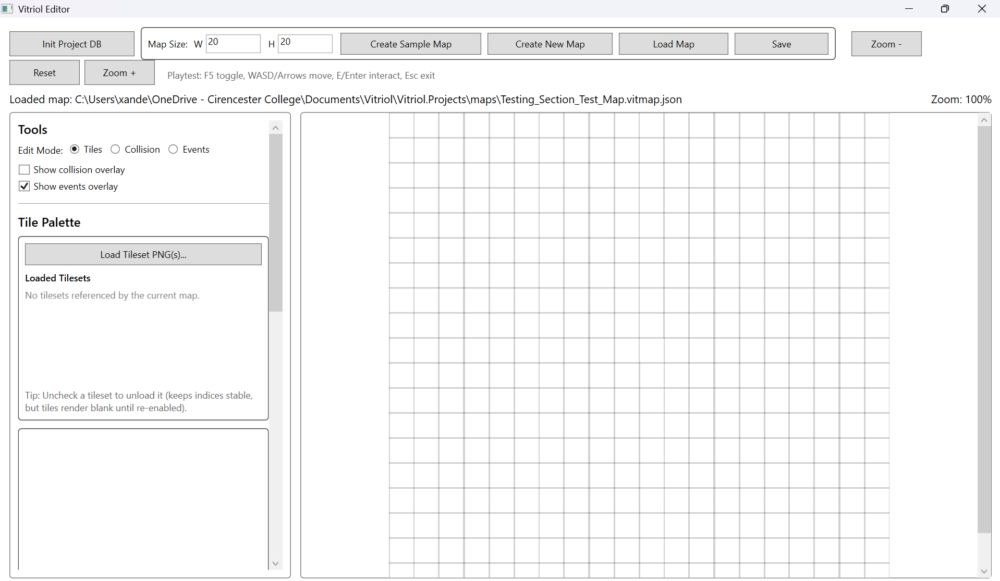 Vitriol Editor
Init Project DB
Map Size: W 20 H 20 Create Sample Map Create New Map Load Map Save
Zoom -
Reset Zoom + Playtest: F5 toggle, WASD/Arrows move, E/Enter interact, Esc exit
Loaded map: C:\Users\xande\OneDrive - Cirencester College\Documents\Vitriol\Vitriol.Projects\maps\Testing_Section_Test_Map.vitmap.json
Zoom: 100%
Tools
Edit Mode: Tiles Collision Events
Show collision overlay
Show events overlay
Tile Palette
Load Tileset PNG(s)...
Loaded Tilesets
No tilesets referenced by the current map.
Tip: Uncheck a tileset to unload it (keeps indices stable,
but tiles render blank until re-enabled).